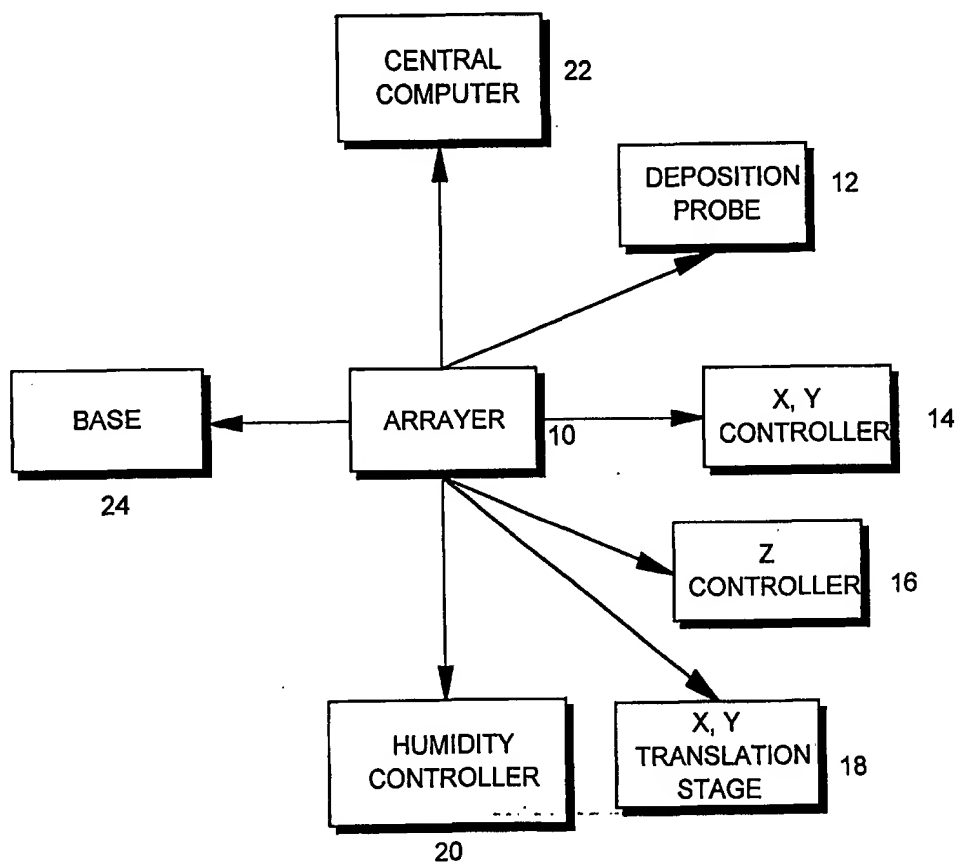 CENTRAL
COMPUTER
22
DEPOSITION
PROBE
12
BASE
24
ARRAYER
10
X, Y
CONTROLLER
14
Z
CONTROLLER
16
HUMIDITY
CONTROLLER
20
X, Y
TRANSLATION
STAGE
18